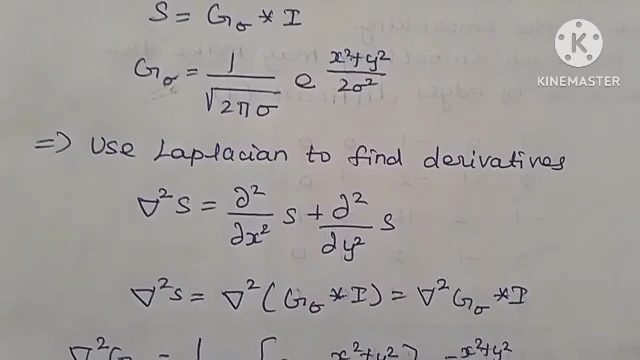 S = Gσ * I
K
KINEMASTER
Gσ = 1/√2πσ e x²+y²/2σ²
=> Use Laplacian to find derivatives
∇²S = ∂²/∂x² S + ∂²/∂y² S
∇²S = ∇²(Gσ * I) = ∇²Gσ * I